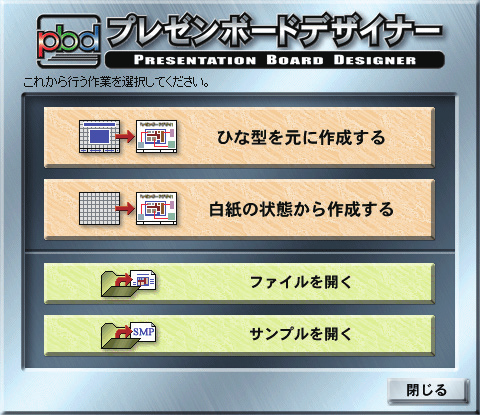 pbd プレゼンボードデザイナー
PRESENTATION BOARD DESIGNER
これから行う作業を選択してください。
ひな型を元に作成する
白紙の状態から作成する
ファイルを開く
SMP サンプルを開く
閉じる